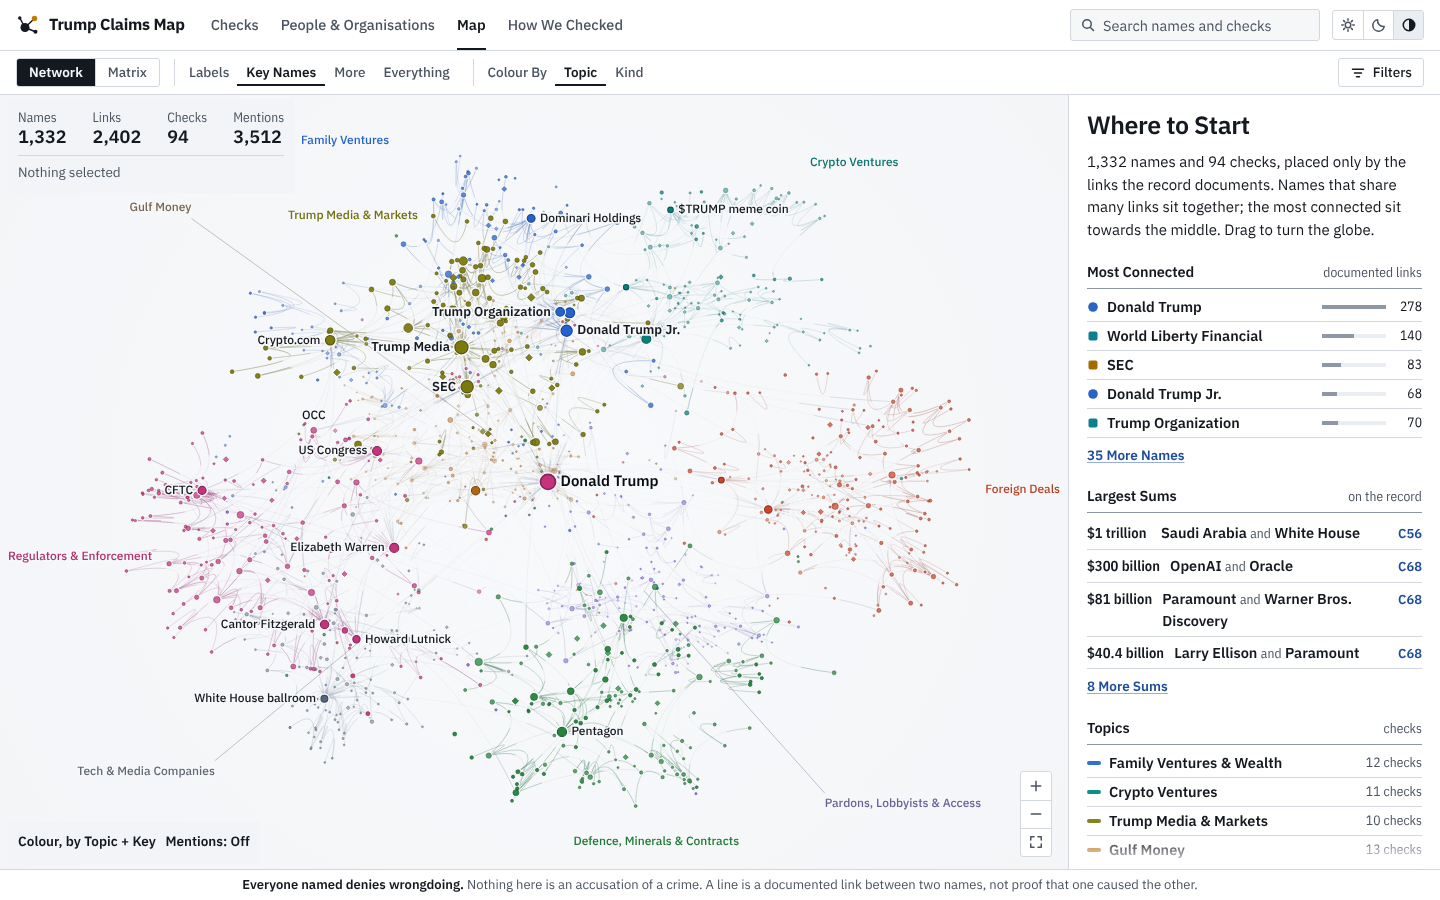 Trump Claims Map
Checks
People & Organisations
Map
How We Checked
Search names and checks
Network
Matrix
Labels
Key Names
More
Everything
Colour By
Topic
Kind
Filters
Names Links Checks Mentions
1,332 2,402 94 3,512
Nothing selected
Family Ventures
Crypto Ventures
Gulf Money
Trump Media & Markets
Dominari Holdings
$TRUMP meme coin
Trump Organization
Donald Trump Jr.
Crypto.com
Trump Media
SEC
OCC
US Congress
CFTC
Donald Trump
Foreign Deals
Elizabeth Warren
Regulators & Enforcement
Cantor Fitzgerald
Howard Lutnick
White House ballroom
Pentagon
Tech & Media Companies
Pardons, Lobbyists & Access
Defence, Minerals & Contracts
Colour, by Topic + Key Mentions: Off
Where to Start
1,332 names and 94 checks, placed only by the
links the record documents. Names that share
many links sit together; the most connected sit
towards the middle. Drag to turn the globe.
Most Connected documented links
Donald Trump 278
World Liberty Financial 140
SEC 83
Donald Trump Jr. 68
Trump Organization 70
35 More Names
Largest Sums on the record
$1 trillion Saudi Arabia and White House C56
$300 billion OpenAI and Oracle C68
$81 billion Paramount and Warner Bros. C68
Discovery
$40.4 billion Larry Ellison and Paramount C68
8 More Sums
Topics checks
Family Ventures & Wealth 12 checks
Crypto Ventures 11 checks
Trump Media & Markets 10 checks
Gulf Money 13 checks
Everyone named denies wrongdoing. Nothing here is an accusation of a crime. A line is a documented link between two names, not proof that one caused the other.